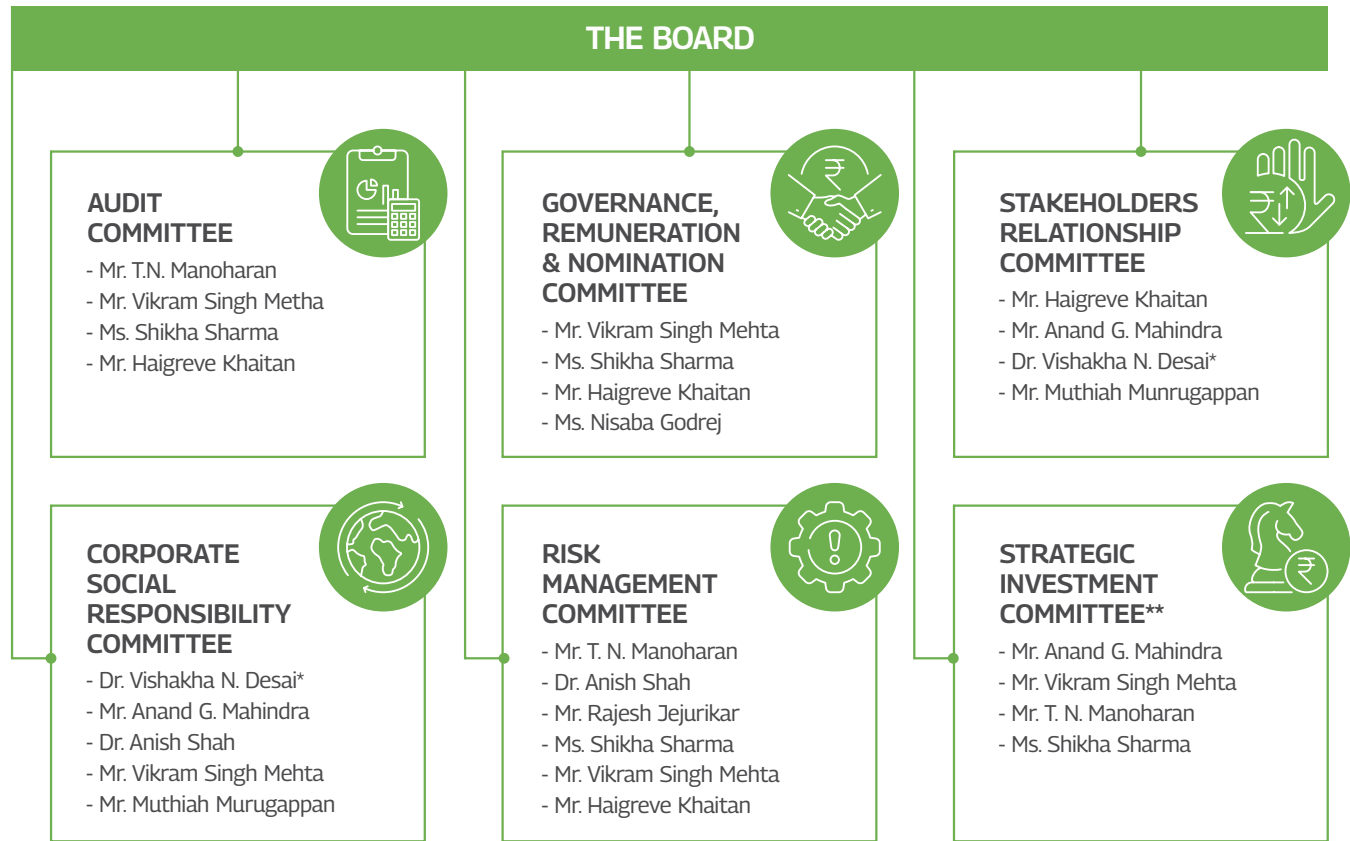 THE BOARD
AUDIT
COMMITTEE
- Mr. T.N. Manoharan
- Mr. Vikram Singh Metha
- Ms. Shikha Sharma
- Mr. Haigreve Khaitan
GOVERNANCE,
REMUNERATION
& NOMINATION
COMMITTEE
- Mr. Vikram Singh Mehta
- Ms. Shikha Sharma
- Mr. Haigreve Khaitan
- Ms. Nisaba Godrej
₹
STAKEHOLDERS
RELATIONSHIP
COMMITTEE
- Mr. Haigreve Khaitan
- Mr. Anand G. Mahindra
- Dr. Vishakha N. Desai*
- Mr. Muthiah Munrugappan
₹
CORPORATE
SOCIAL
RESPONSIBILITY
COMMITTEE
- Dr. Vishakha N. Desai*
- Mr. Anand G. Mahindra
- Dr. Anish Shah
- Mr. Vikram Singh Mehta
- Mr. Muthiah Murugappan
RISK
MANAGEMENT
COMMITTEE
- Mr. T. N. Manoharan
- Dr. Anish Shah
- Mr. Rajesh Jejurikar
- Ms. Shikha Sharma
- Mr. Vikram Singh Mehta
- Mr. Haigreve Khaitan
!
STRATEGIC
INVESTMENT
COMMITTEE**
- Mr. Anand G. Mahindra
- Mr. Vikram Singh Mehta
- Mr. T. N. Manoharan
- Ms. Shikha Sharma
₹